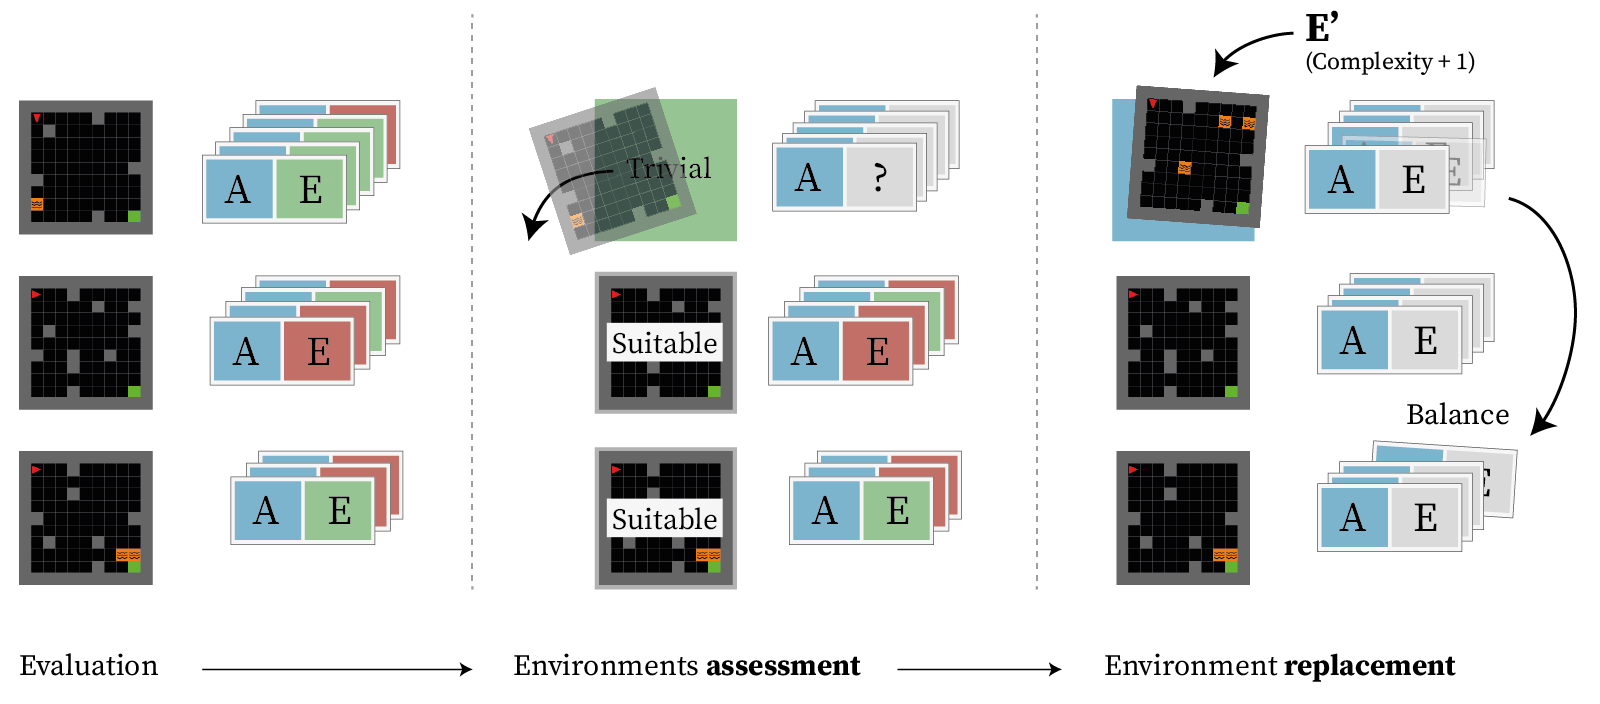 E’
(Complexity + 1)
A E
Trivial
A ?
A E E
A E
Suitable
A E
A E
Balance
A E
Suitable
A E
A E E
Evaluation
Environments assessment
Environment replacement